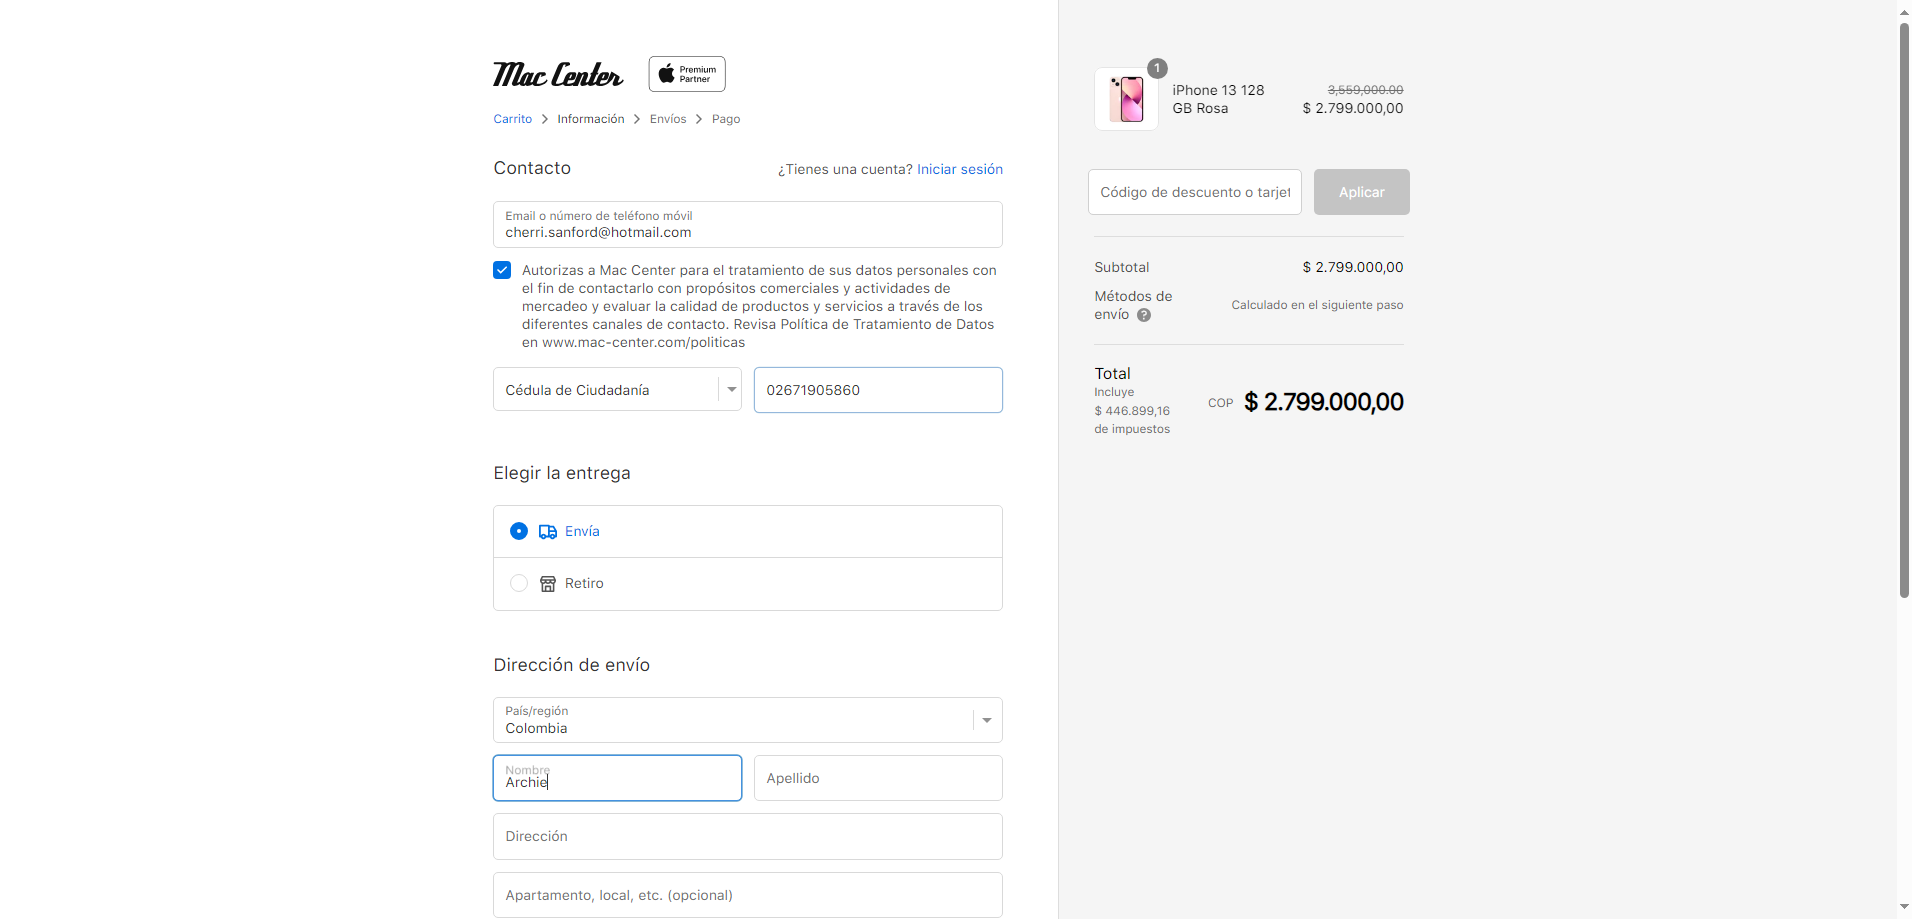 Mac Center
Premium
Partner
Carrito > Información > Envíos > Pago
Contacto
¿Tienes una cuenta? Iniciar sesión
Email o número de teléfono móvil
cherri.sanford@hotmail.com
Autorizas a Mac Center para el tratamiento de sus datos personales con
el fin de contactarlo con propósitos comerciales y actividades de
mercadeo y evaluar la calidad de productos y servicios a través de los
diferentes canales de contacto. Revisa Política de Tratamiento de Datos
en www.mac-center.com/politicas
Cédula de Ciudadanía
02671905860
Elegir la entrega
Envía
Retiro
Dirección de envío
País/región
Colombia
Nombre
Archie
Apellido
Dirección
Apartamento, local, etc. (opcional)
1
iPhone 13 128
GB Rosa
3,559,000.00
$ 2.799.000,00
Código de descuento o tarjet
Aplicar
Subtotal
$ 2.799.000,00
Métodos de
envío
?
Calculado en el siguiente paso
Total
Incluye
$ 446.899,16
de impuestos
COP $ 2.799.000,00